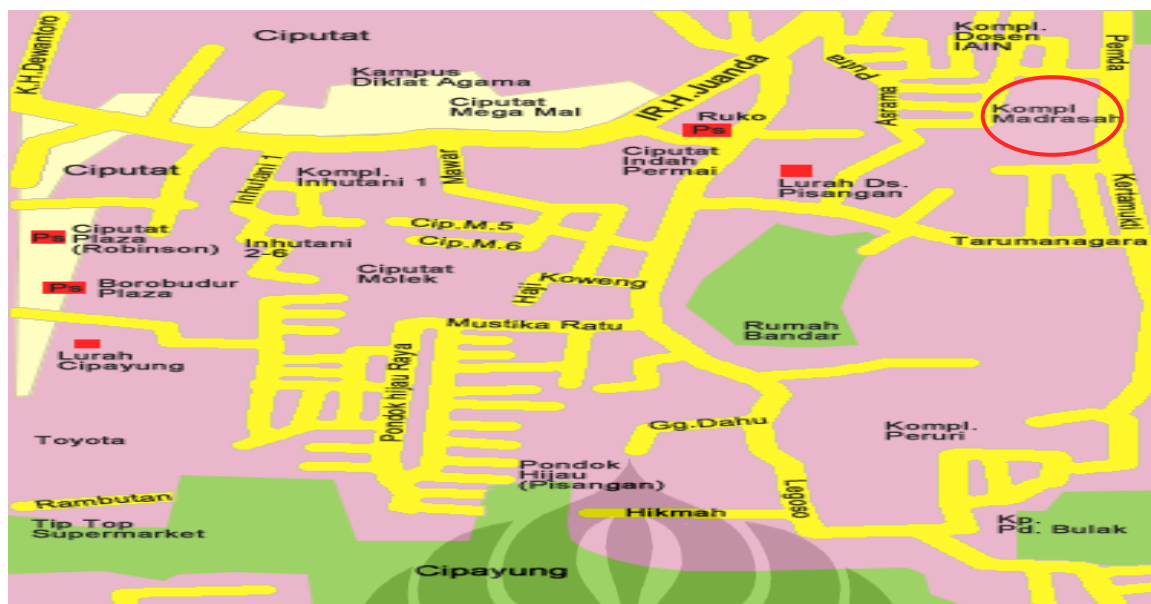 Ciputat
Kompl.
Dosen
IAIN
Pemda
K.H.Dewantoro
Kampus
Diklat Agama
IR.H.Juanda
Putra
Ciputat
Mega Mal
Ruko
Ps
Asrama
Kompl
Madrasah
Ciputat
Inhutani 1
Kompl.
Inhutani 1
Mawar
Ciputat
Indah
Permai
Lurah Ds.
Pisangan
Kertamukti
Ps
Ciputat
Plaza
(Robinson)
Inhutani
2-6
Cip.M.5
Cip.M.6
Tarumanagara
Ps
Borobudur
Plaza
Ciputat
Molek
Haji
Koweng
Mustika Ratu
Rumah
Bandar
Lurah
Cipayung
Pondok hijau Raya
Toyota
Gg.Dahu
Kompl.
Peruri
Pondok
Hijau
(Pisangan)
Legoso
Rambutan
Hikmah
Tip Top
Supermarket
Kp.
Pd. Bulak
Cipayung